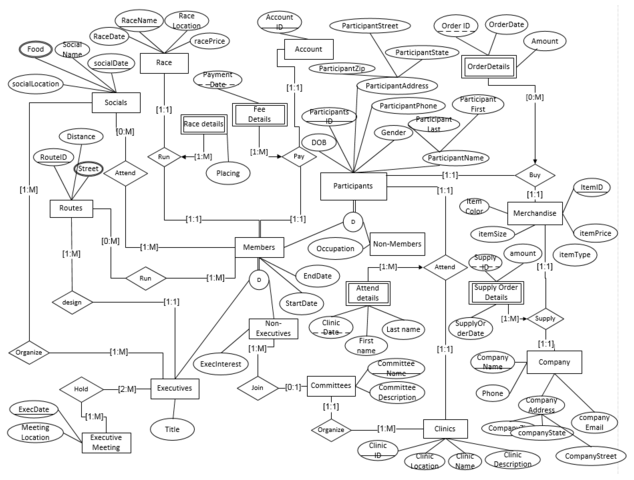 RaceName
Race
Location
RaceDate
racePrice
Food
Social
Name
socialDate
socialLocation
Race
Socials
Account
ID
Account
ParticipantStreet
ParticipantState
ParticipantZip
ParticipantAddress
ParticipantPhone
Participant
First
Participant
Last
ParticipantName
Participants
ID
DOB
Gender
Order ID
OrderDate
Amount
OrderDetails
Payment
Date
Fee
Details
Race details
Placing
[1:1]
[1:1]
[0:M]
[0:M]
[1:M]
[1:M]
Run
Pay
Attend
Distance
RouteID
Street
Routes
[1:M]
Participants
[1:1]
[1:1]
Buy
[1:1]
Item
Color
ItemID
Merchandise
itemSize
itemPrice
itemType
[1:1]
[1:1]
D
Occupation
Non-Members
Members
[1:M]
[0:M]
[1:M]
Run
[1:M]
design
[1:1]
D
EndDate
StartDate
[1:M]
Attend
Attend
details
Clinic
Date
First
name
Last name
Supply
ID
amount
Supply Order
Details
SupplyOr
derDate
[1:M]
Supply
[1:1]
[1:1]
Non-
Executives
ExecInterest
[1:M]
Join
[0:1]
Committees
Committee
Name
Committee
Description
[1:1]
Organize
[1:M]
Clinics
[1:1]
Clinic
ID
Clinic
Location
Clinic
Name
Clinic
Description
Organize
[1:M]
Hold
[2:M]
Executives
Title
[1:M]
ExecDate
Meeting
Location
Executive
Meeting
Company
Name
Company
Phone
Company
Address
companyState
company
Email
CompanyStreet